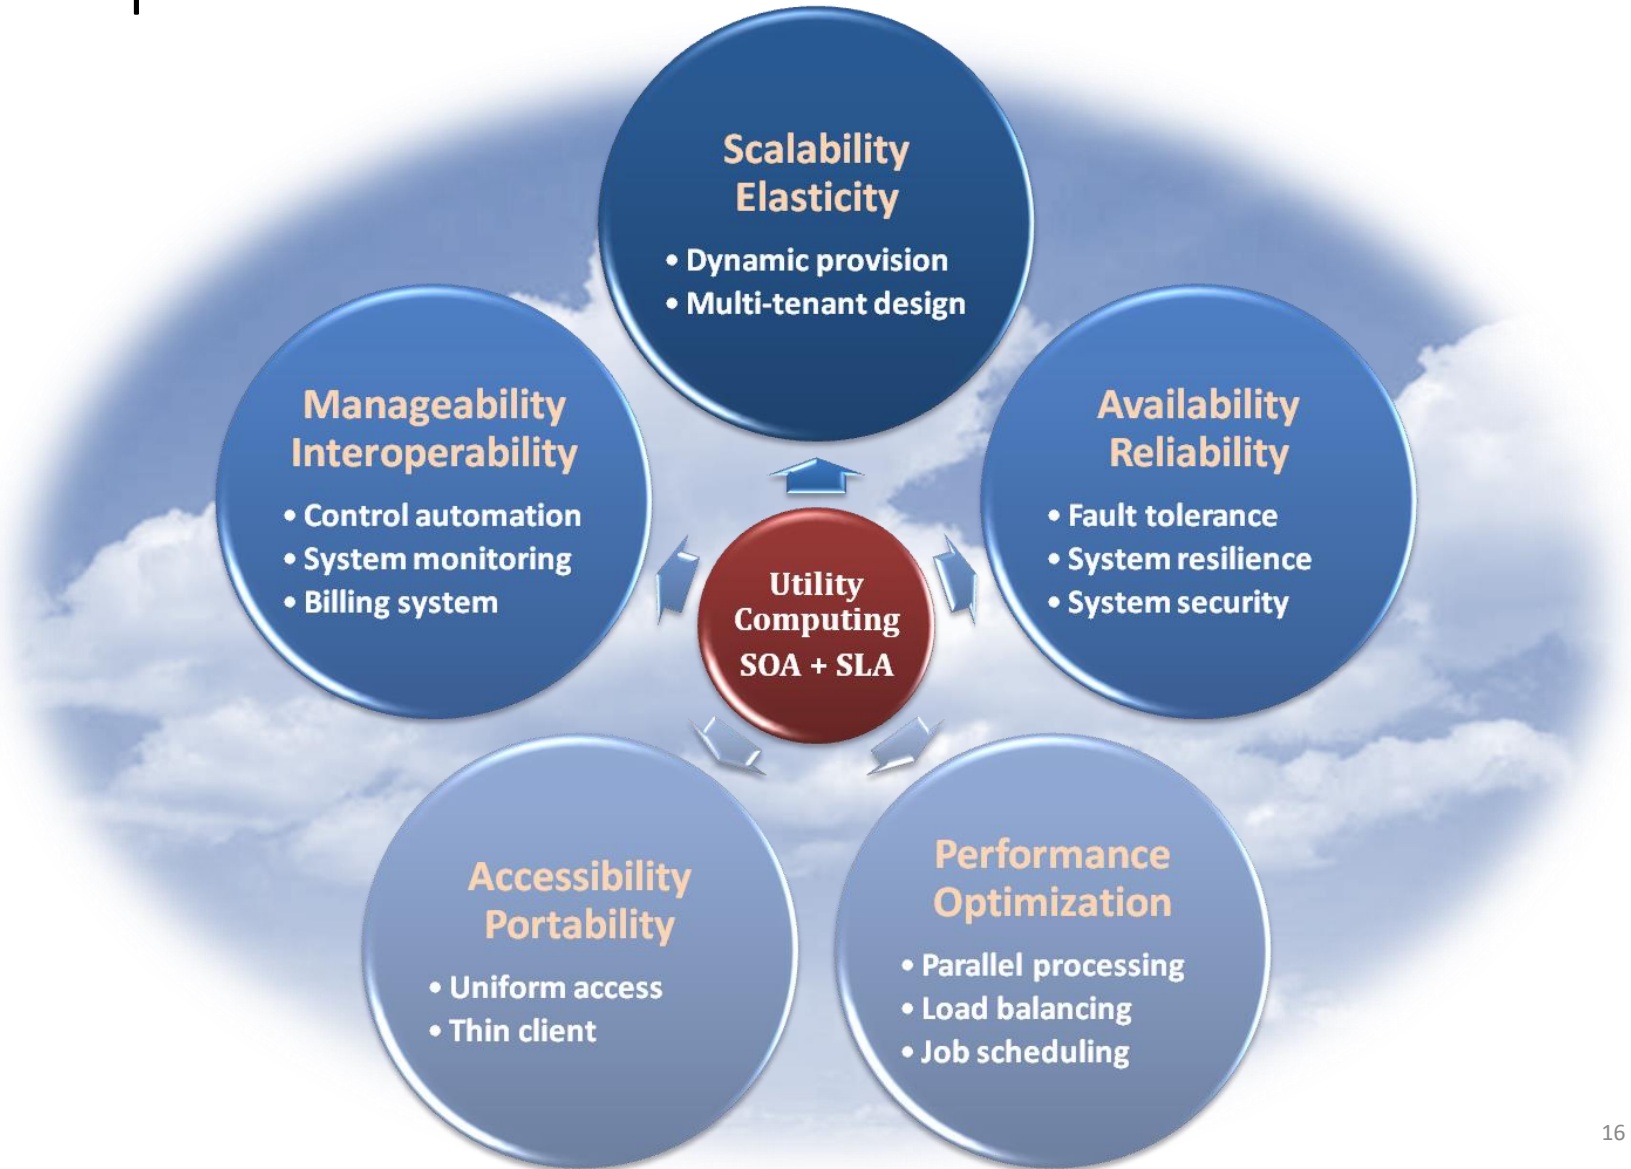 Scalability
Elasticity
• Dynamic provision
• Multi-tenant design
Manageability
Interoperability
• Control automation
• System monitoring
• Billing system
Availability
Reliability
• Fault tolerance
• System resilience
• System security
Utility
Computing
SOA + SLA
Accessibility
Portability
• Uniform access
• Thin client
Performance
Optimization
• Parallel processing
• Load balancing
• Job scheduling
16